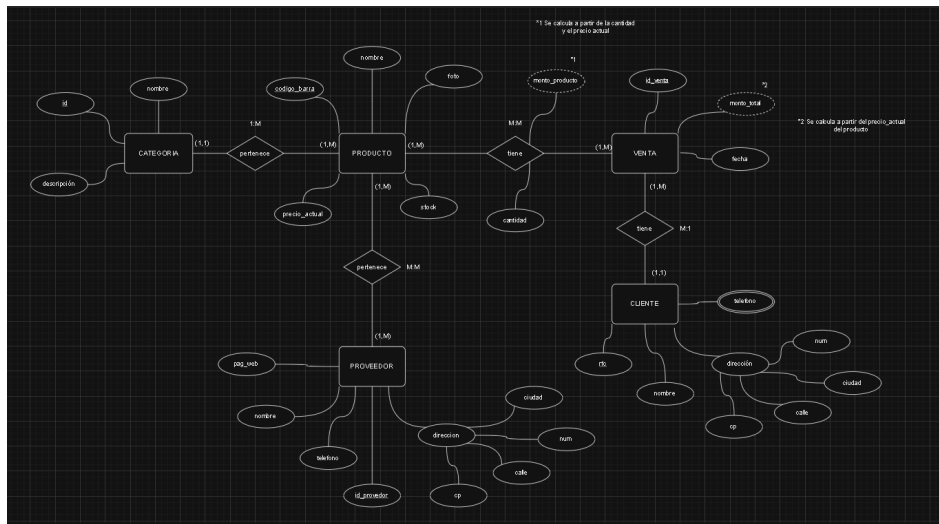 *1 Se calcula a partir de la cantidad
y el precio actual
*1
nombre
foto
monto_producto
id_venta
*2
monto_total
*2 Se calcula a partir del precio_actual
del producto
codigo_barra
nombre
id
1:M
M:M
CATEGORIA
(1,1)
pertenece
(1,M)
PRODUCTO
(1,M)
tiene
(1,M)
VENTA
fecha
descripción
(1,M)
(1,M)
precio_actual
stock
cantidad
tiene
M:1
pertenece
M:M
(1,1)
CLIENTE
telefono
(1,M)
PROVEEDOR
pag_web
rfc
nombre
dirección
num
ciudad
calle
cp
nombre
telefono
id_provedor
direccion
ciudad
num
calle
cp